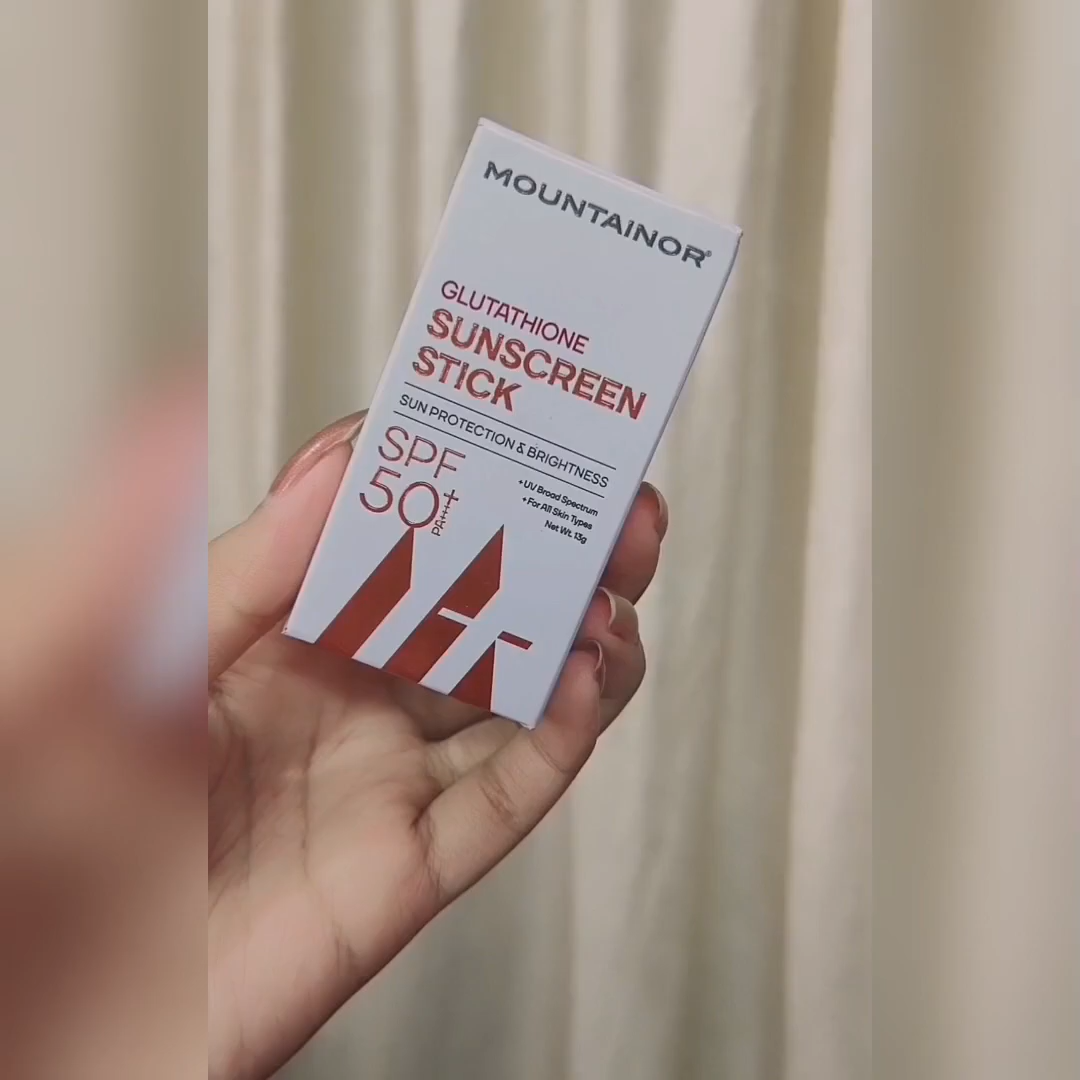 MOUNTAINOR®
GLUTATHIONE
SUNSCREEN
STICK
SUN PROTECTION & BRIGHTNESS
SPF
50+
PA++++
+UV Broad Spectrum
+For All Skin Types
Net Wt. 13g